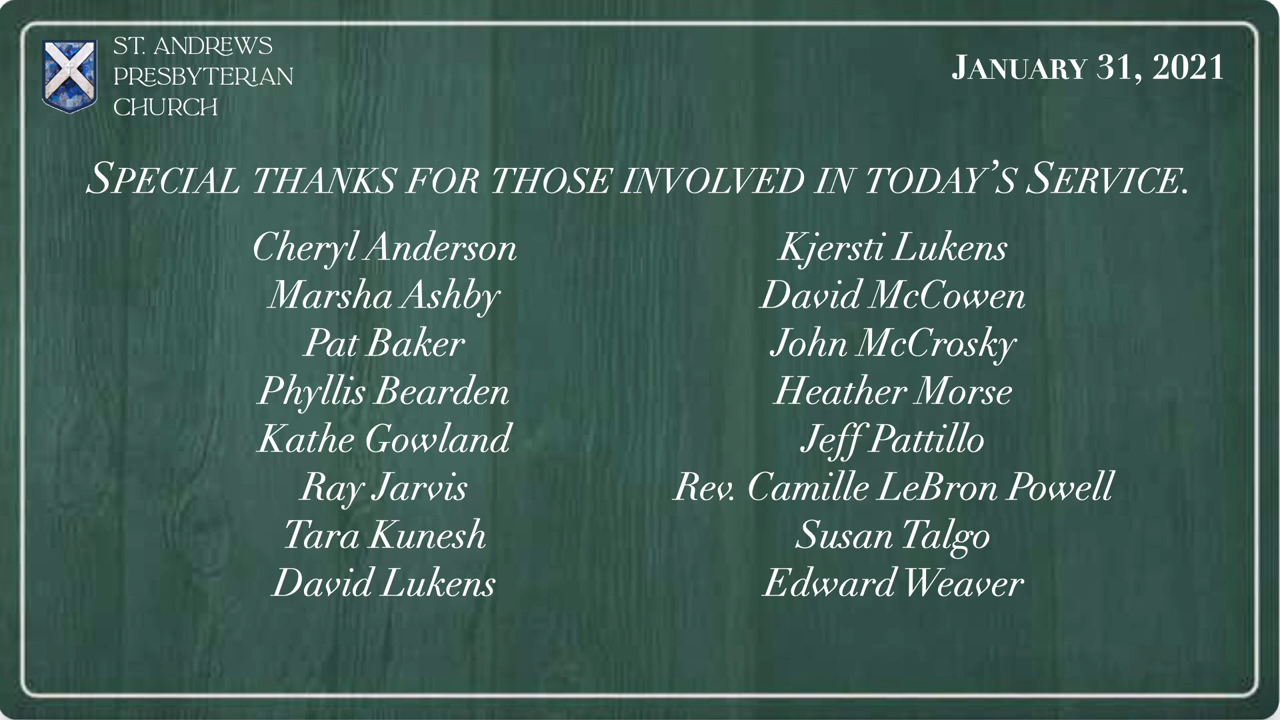 ST. ANDREWS
PRESBYTERIAN
CHURCH
January 31, 2021
Special thanks for those involved in today’s Service.
Cheryl Anderson
Marsha Ashby
Pat Baker
Phyllis Bearden
Kathe Gowland
Ray Jarvis
Tara Kunesh
David Lukens
Kjersti Lukens
David McCowen
John McCrosky
Heather Morse
Jeff Pattillo
Rev. Camille LeBron Powell
Susan Talgo
Edward Weaver